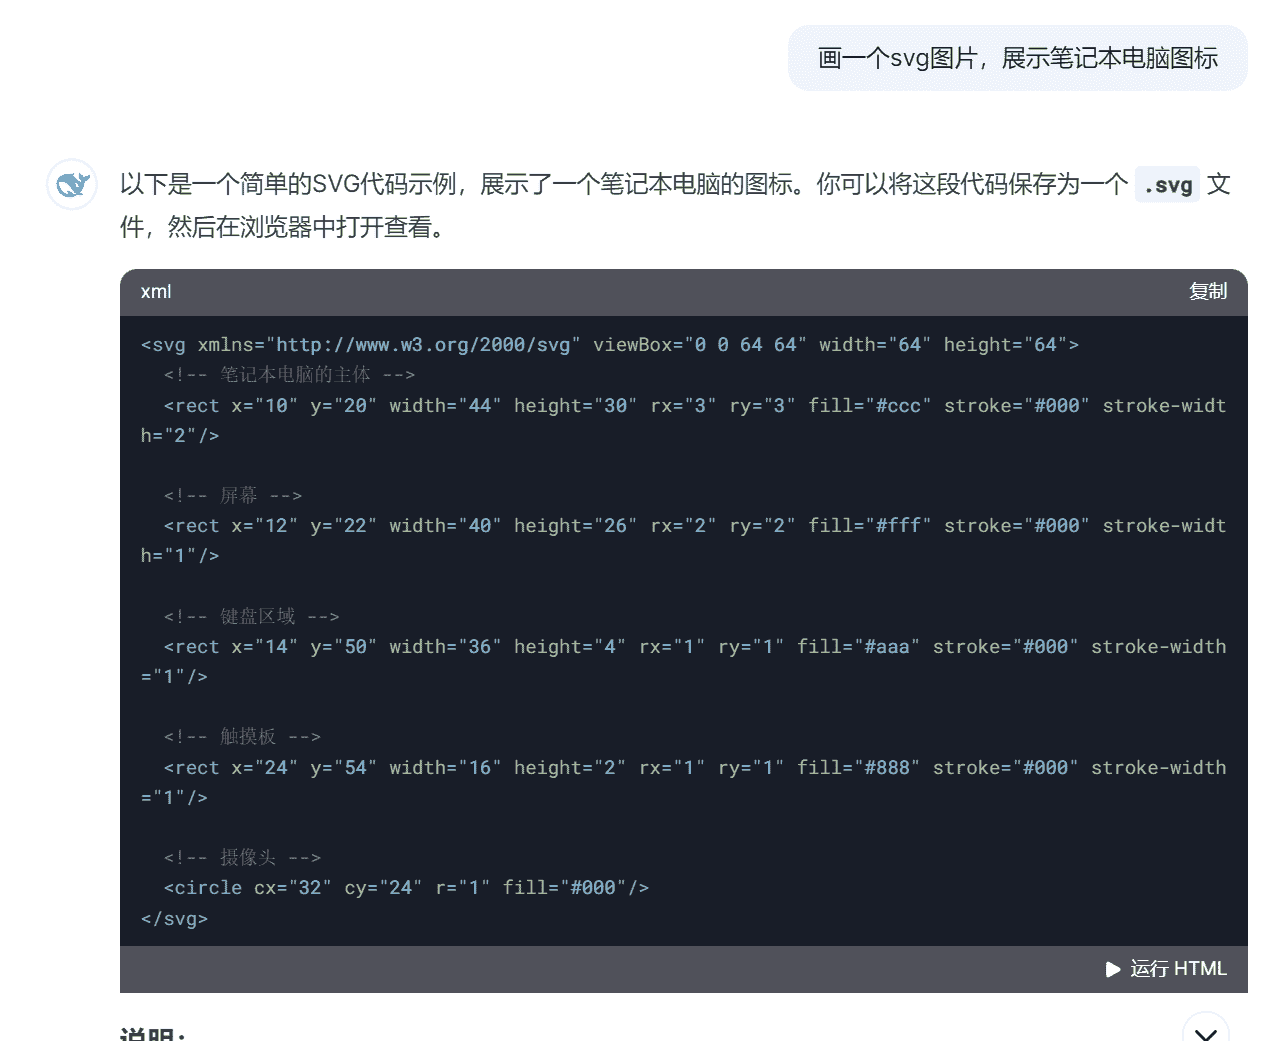 画一个svg图片，展示笔记本电脑图标
以下是一个简单的SVG代码示例，展示了一个笔记本电脑的图标。你可以将这段代码保存为一个 .svg 文
件，然后在浏览器中打开查看。
xml
复制
<svg xmlns="http://www.w3.org/2000/svg" viewBox="0 0 64 64" width="64" height="64">
  <!-- 笔记本电脑的主体 -->
  <rect x="10" y="20" width="44" height="30" rx="3" ry="3" fill="#ccc" stroke="#000" stroke-widt
h="2"/>
  <!-- 屏幕 -->
  <rect x="12" y="22" width="40" height="26" rx="2" ry="2" fill="#fff" stroke="#000" stroke-widt
h="1"/>
  <!-- 键盘区域 -->
  <rect x="14" y="50" width="36" height="4" rx="1" ry="1" fill="#aaa" stroke="#000" stroke-width
="1"/>
  <!-- 触摸板 -->
  <rect x="24" y="54" width="16" height="2" rx="1" ry="1" fill="#888" stroke="#000" stroke-width
="1"/>
  <!-- 摄像头 -->
  <circle cx="32" cy="24" r="1" fill="#000"/>
</svg>
运行 HTML
说明：